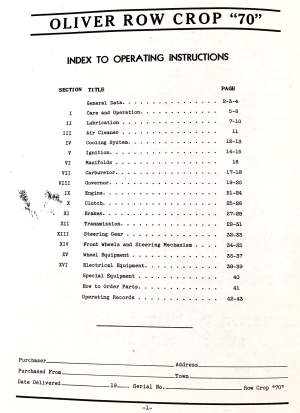 OLIVER ROW CROP "70"
INDEX TO OPERATING INSTRUCTIONS
SECTION TITLE PAGE
General Data. . . . . . . . . . . . . . . . 2-3-4
I Care and Operation. . . . . . . . . . . . . 5-6
II Lubrication . . . . . . . . . . . . . . . . 7-10
III Air Cleaner . . . . . . . . . . . . . . . . 11
IV Cooling System. . . . . . . . . . . . . . . 12-13
V Ignition. . . . . . . . . . . . . . . . . . 14-15
VI Manifolds . . . . . . . . . . . . . . . . . 16
VII Carburetor. . . . . . . . . . . . . . . . . 17-18
VIII Governor. . . . . . . . . . . . . . . . . . 19-20
IX Engine. . . . . . . . . . . . . . . . . . . 21-24
X Clutch. . . . . . . . . . . . . . . . . . . 25-26
XI Brakes. . . . . . . . . . . . . . . . . . . 27-28
XII Transmission. . . . . . . . . . . . . . . . 29-31
XIII Steering Gear . . . . . . . . . . . . . . . 32-33
XIV Front Wheels and Steering Mechanism . . . . 34-35
XV Wheel Equipment . . . . . . . . . . . . . . 36-37
XVI Electrical Equipment. . . . . . . . . . . . 38-39
Special Equipment . . . . . . . . . . . . . 40
How to Order Parts. . . . . . . . . . . . . 41
Operating Records . . . . . . . . . . . . . 42-43
Purchaser Address
Purchased From Town
Date Delivered 19 Serial No. Row Crop "70"
-1-